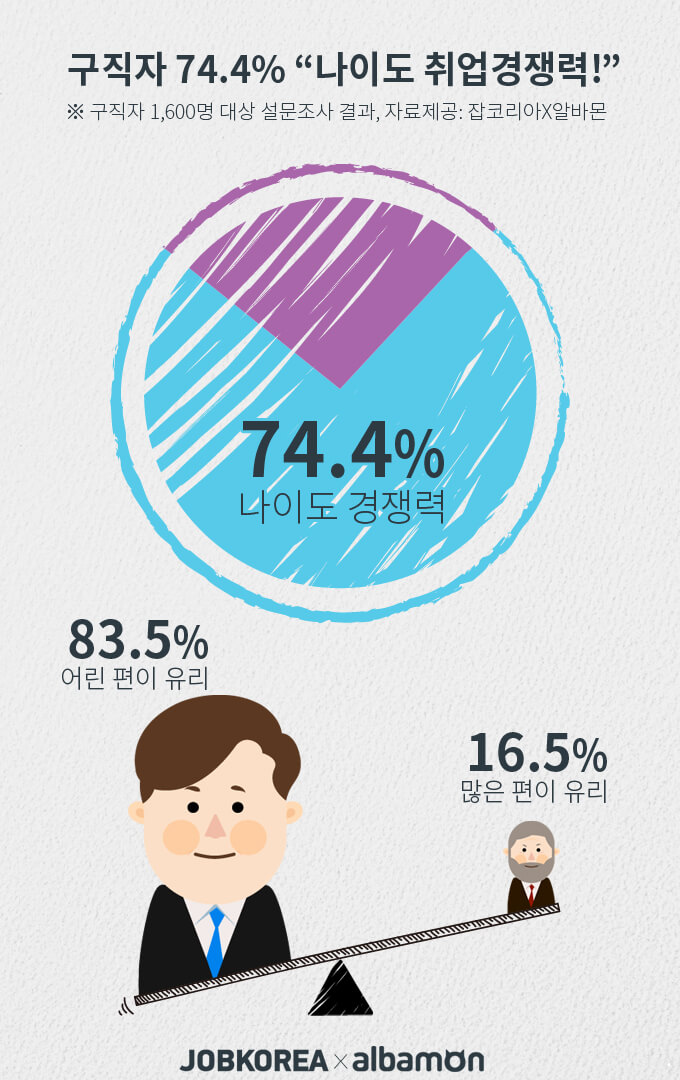 구직자 74.4% “나이도 취업경쟁력!”
※ 구직자 1,600명 대상 설문조사 결과, 자료제공: 잡코리아X알바몬
74.4%
나이도 경쟁력
83.5%
어린 편이 유리
16.5%
많은 편이 유리
JOBKOREA × albamon